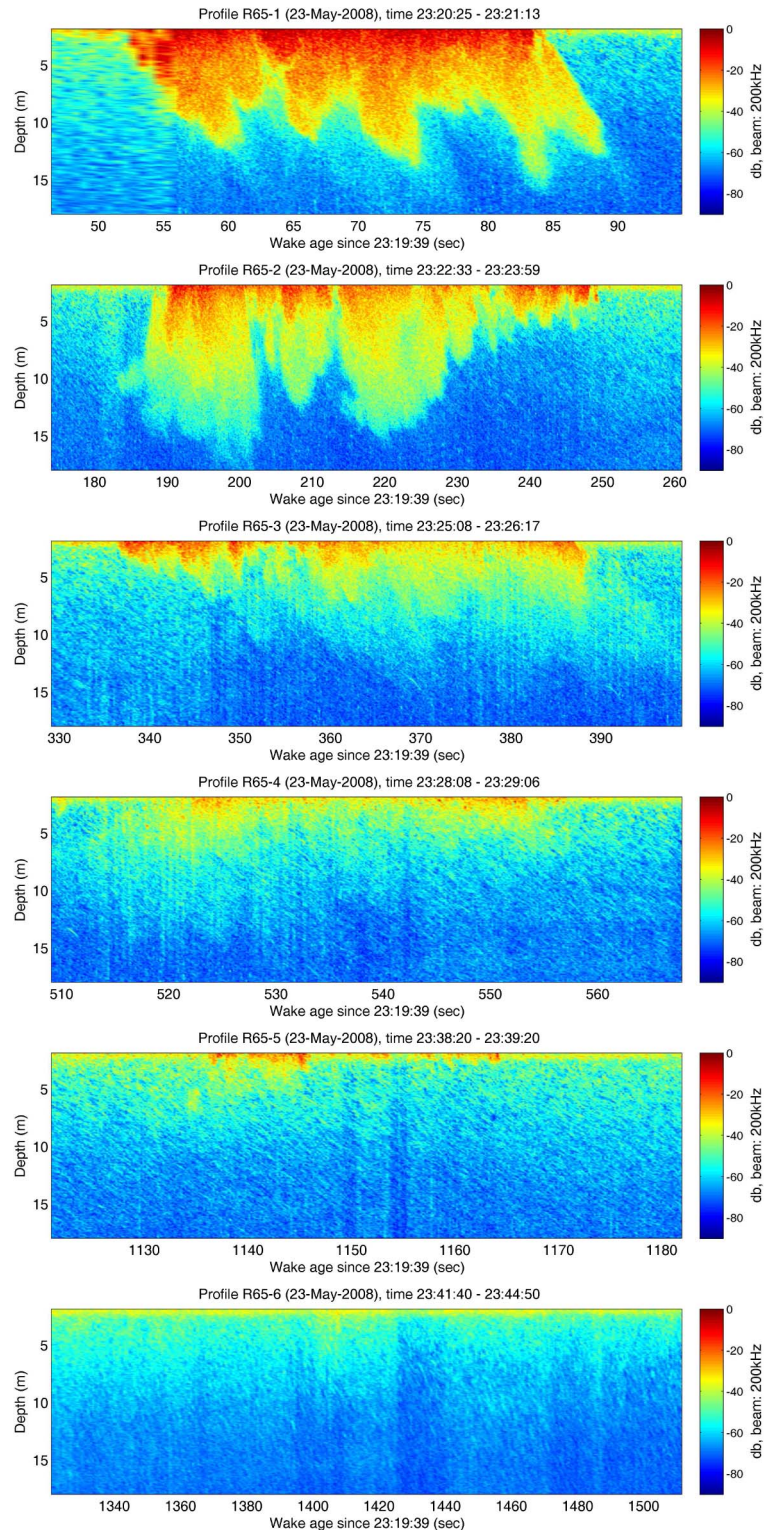 Profile R65-1 (23-May-2008), time 23:20:25 - 23:21:13
Depth (m)
5
10
15
50 55 60 65 70 75 80 85 90
Wake age since 23:19:39 (sec)
0
-20
-40
-60
-80
db, beam: 200kHz
Profile R65-2 (23-May-2008), time 23:22:33 - 23:23:59
Depth (m)
5
10
15
180 190 200 210 220 230 240 250 260
Wake age since 23:19:39 (sec)
0
-20
-40
-60
-80
db, beam: 200kHz
Profile R65-3 (23-May-2008), time 23:25:08 - 23:26:17
Depth (m)
5
10
15
330 340 350 360 370 380 390
Wake age since 23:19:39 (sec)
0
-20
-40
-60
-80
db, beam: 200kHz
Profile R65-4 (23-May-2008), time 23:28:08 - 23:29:06
Depth (m)
5
10
15
510 520 530 540 550 560
Wake age since 23:19:39 (sec)
0
-20
-40
-60
-80
db, beam: 200kHz
Profile R65-5 (23-May-2008), time 23:38:20 - 23:39:20
Depth (m)
5
10
15
1130 1140 1150 1160 1170 1180
Wake age since 23:19:39 (sec)
0
-20
-40
-60
-80
db, beam: 200kHz
Profile R65-6 (23-May-2008), time 23:41:40 - 23:44:50
Depth (m)
5
10
15
1340 1360 1380 1400 1420 1440 1460 1480 1500
Wake age since 23:19:39 (sec)
0
-20
-40
-60
-80
db, beam: 200kHz